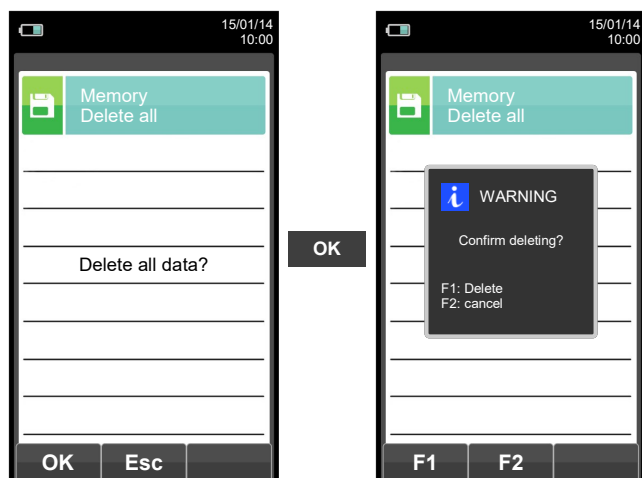 15/01/14
10:00
Memory
Delete all
Delete all data?
OK Esc
OK
15/01/14
10:00
Memory
Delete all
WARNING
Confirm deleting?
F1: Delete
F2: cancel
F1 F2